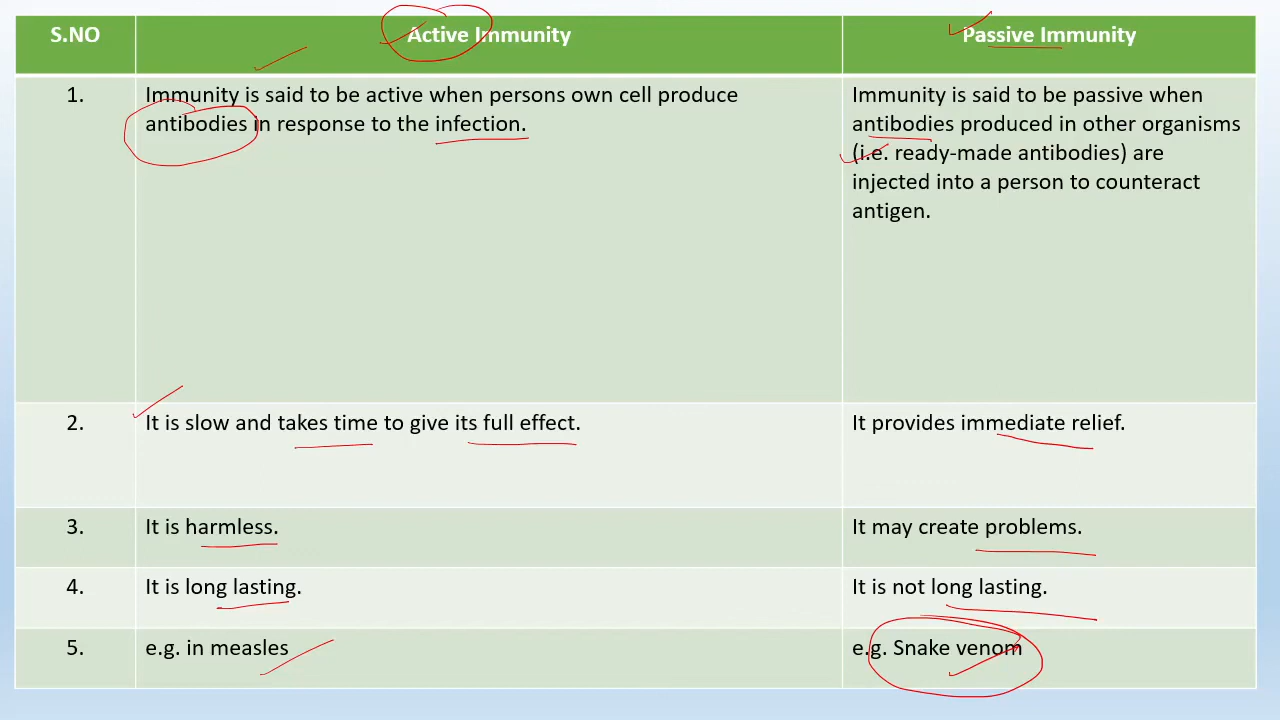 S.NO Active Immunity Passive Immunity
1. Immunity is said to be active when persons own cell produce
antibodies in response to the infection.
Immunity is said to be passive when
antibodies produced in other organisms
(i.e. ready-made antibodies) are
injected into a person to counteract
antigen.
2. It is slow and takes time to give its full effect. It provides immediate relief.
3. It is harmless. It may create problems.
4. It is long lasting. It is not long lasting.
5. e.g. in measles e.g. Snake venom